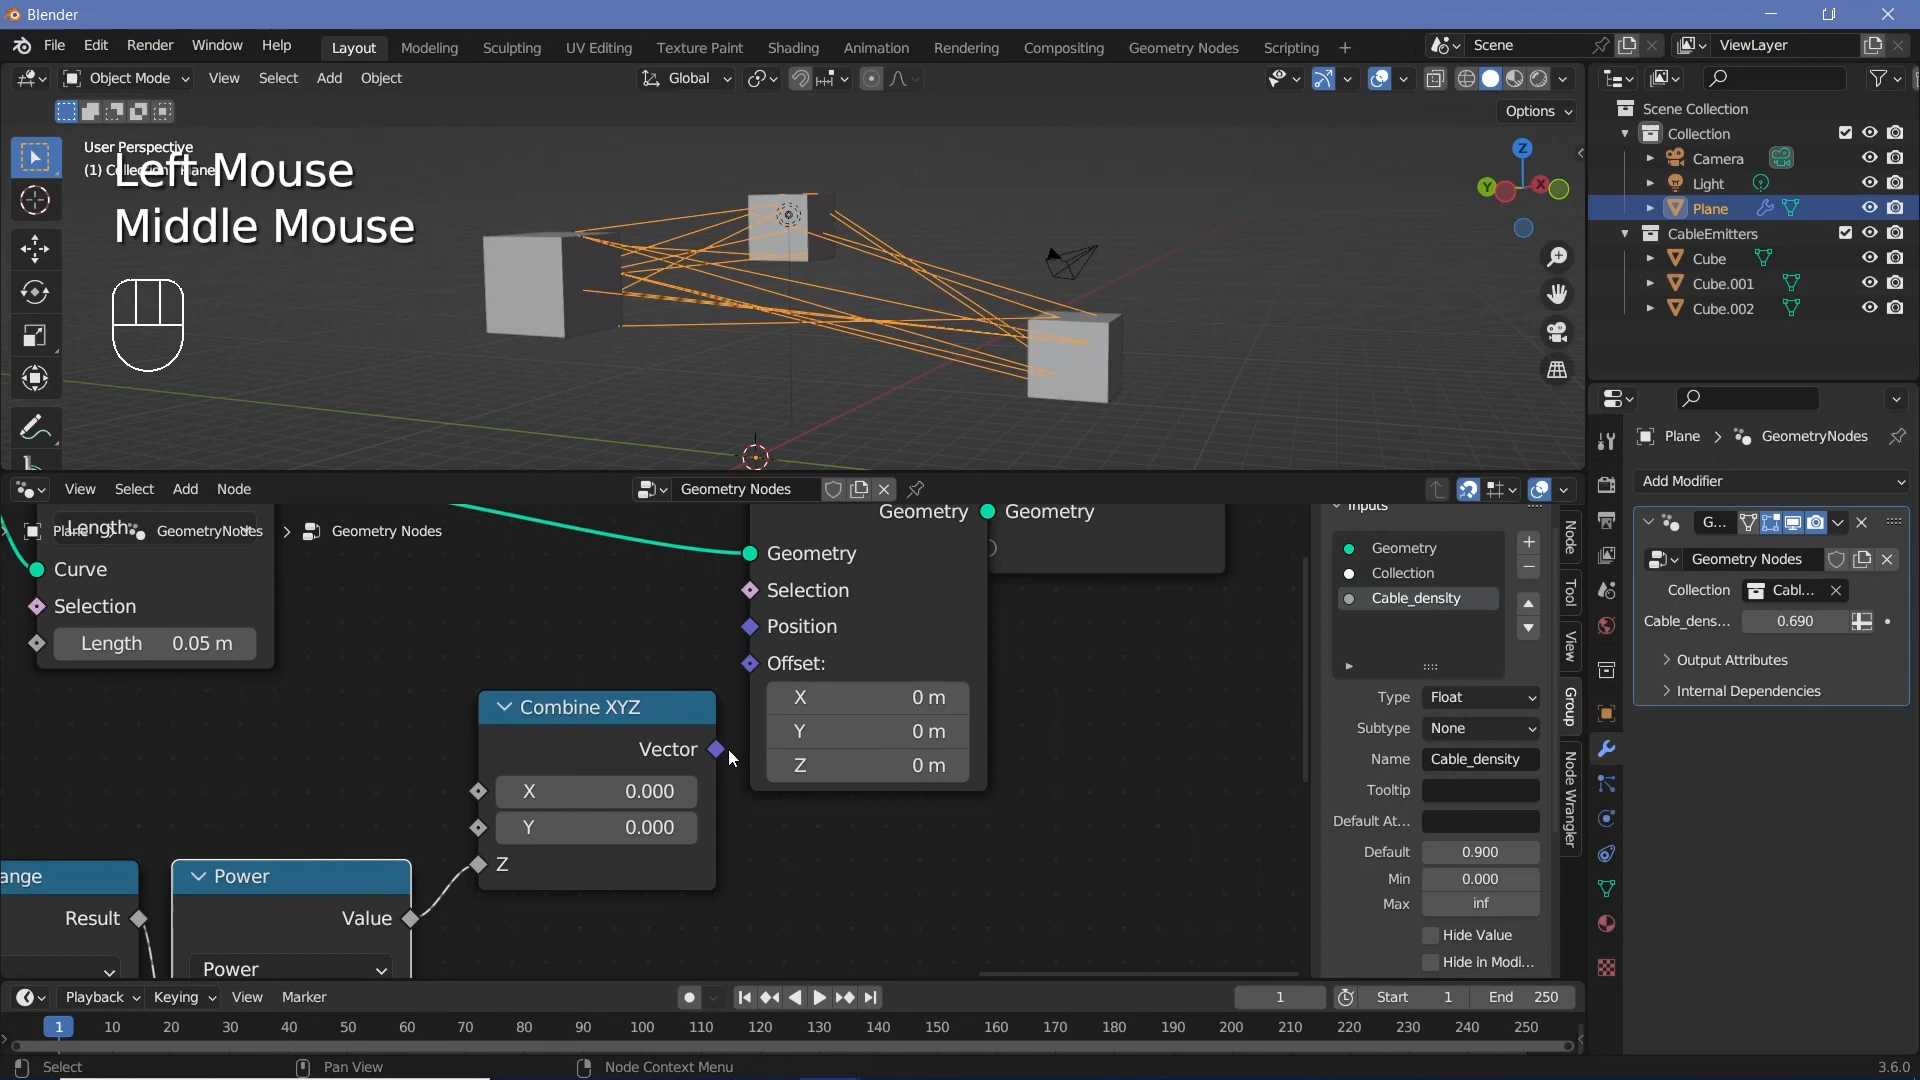 Blender
File Edit Render Window Help Layout Modeling Sculpting UV Editing Texture Paint Shading Animation Rendering Compositing Geometry Nodes Scripting + Scene ViewLayer
Object Mode View Select Add Object Global
Options
User Perspective
Left Mouse
Middle Mouse
Z
Y
X
Scene Collection
Collection
Camera
Light
Plane
CableEmitters
Cube
Cube.001
Cube.002
Plane > GeometryNodes
Add Modifier
G...
Geometry Nodes
Collection Cabl...
Cable_dens... 0.690
Output Attributes
Internal Dependencies
View Select Add Node Geometry Nodes
Plane > GeometryNodes > Geometry Nodes
Length
Curve
Selection
Length 0.05 m
Geometry
Geometry
Geometry
Selection
Position
Offset:
X 0 m
Y 0 m
Z 0 m
Combine XYZ
Vector
X 0.000
Y 0.000
Z
ange
Result
Power
Value
Power
Inputs
Geometry
Collection
Cable_density
Type Float
Subtype None
Name Cable_density
Tooltip
Default At...
Default 0.900
Min 0.000
Max inf
Hide Value
Hide in Modi...
Node
Tool
View
Group
Node Wrangler
Playback Keying View Marker 1 Start 1 End 250
1 10 20 30 40 50 60 70 80 90 100 110 120 130 140 150 160 170 180 190 200 210 220 230 240 250
Select Pan View Node Context Menu 3.6.0